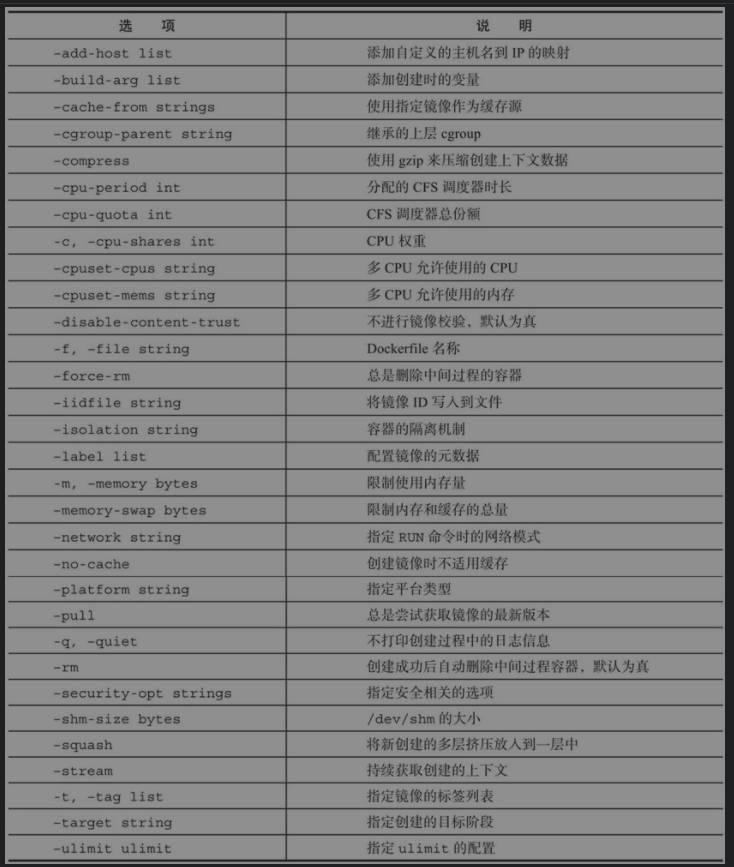 选 项 说 明
-add-host list 添加自定义的主机名到 IP 的映射
-build-arg list 添加创建时的变量
-cache-from strings 使用指定镜像作为缓存源
-cgroup-parent string 继承的上层 cgroup
-compress 使用 gzip 来压缩创建上下文数据
-cpu-period int 分配的 CFS 调度器时长
-cpu-quota int CFS 调度器总份额
-c, -cpu-shares int CPU 权重
-cpuset-cpus string 多 CPU 允许使用的 CPU
-cpuset-mems string 多 CPU 允许使用的内存
-disable-content-trust 不进行镜像校验，默认为真
-f, -file string Dockerfile 名称
-force-rm 总是删除中间过程的容器
-iidfile string 将镜像 ID 写入到文件
-isolation string 容器的隔离机制
-label list 配置镜像的元数据
-m, -memory bytes 限制使用内存量
-memory-swap bytes 限制内存和缓存的总量
-network string 指定 RUN 命令时的网络模式
-no-cache 创建镜像时不适用缓存
-platform string 指定平台类型
-pull 总是尝试获取镜像的最新版本
-q, -quiet 不打印创建过程中的日志信息
-rm 创建成功后自动删除中间过程容器，默认为真
-security-opt strings 指定安全相关的选项
-shm-size bytes /dev/shm 的大小
-squash 将新创建的多层挤压放入到一层中
-stream 持续获取创建的上下文
-t, -tag list 指定镜像的标签列表
-target string 指定创建的目标阶段
-ulimit ulimit 指定 ulimit 的配置